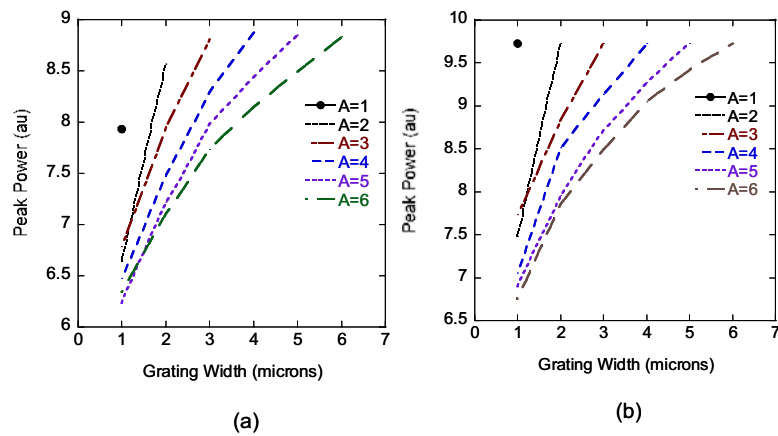 9
8.5
8
7.5
7
6.5
6
0
1
2
3
4
5
6
7
Peak Power (au)
Grating Width (microns)
A=1
A=2
A=3
A=4
A=5
A=6
(a)
10
9.5
9
8.5
8
7.5
7
6.5
0
1
2
3
4
5
6
7
Peak Power (au)
Grating Width (microns)
A=1
A=2
A=3
A=4
A=5
A=6
(b)